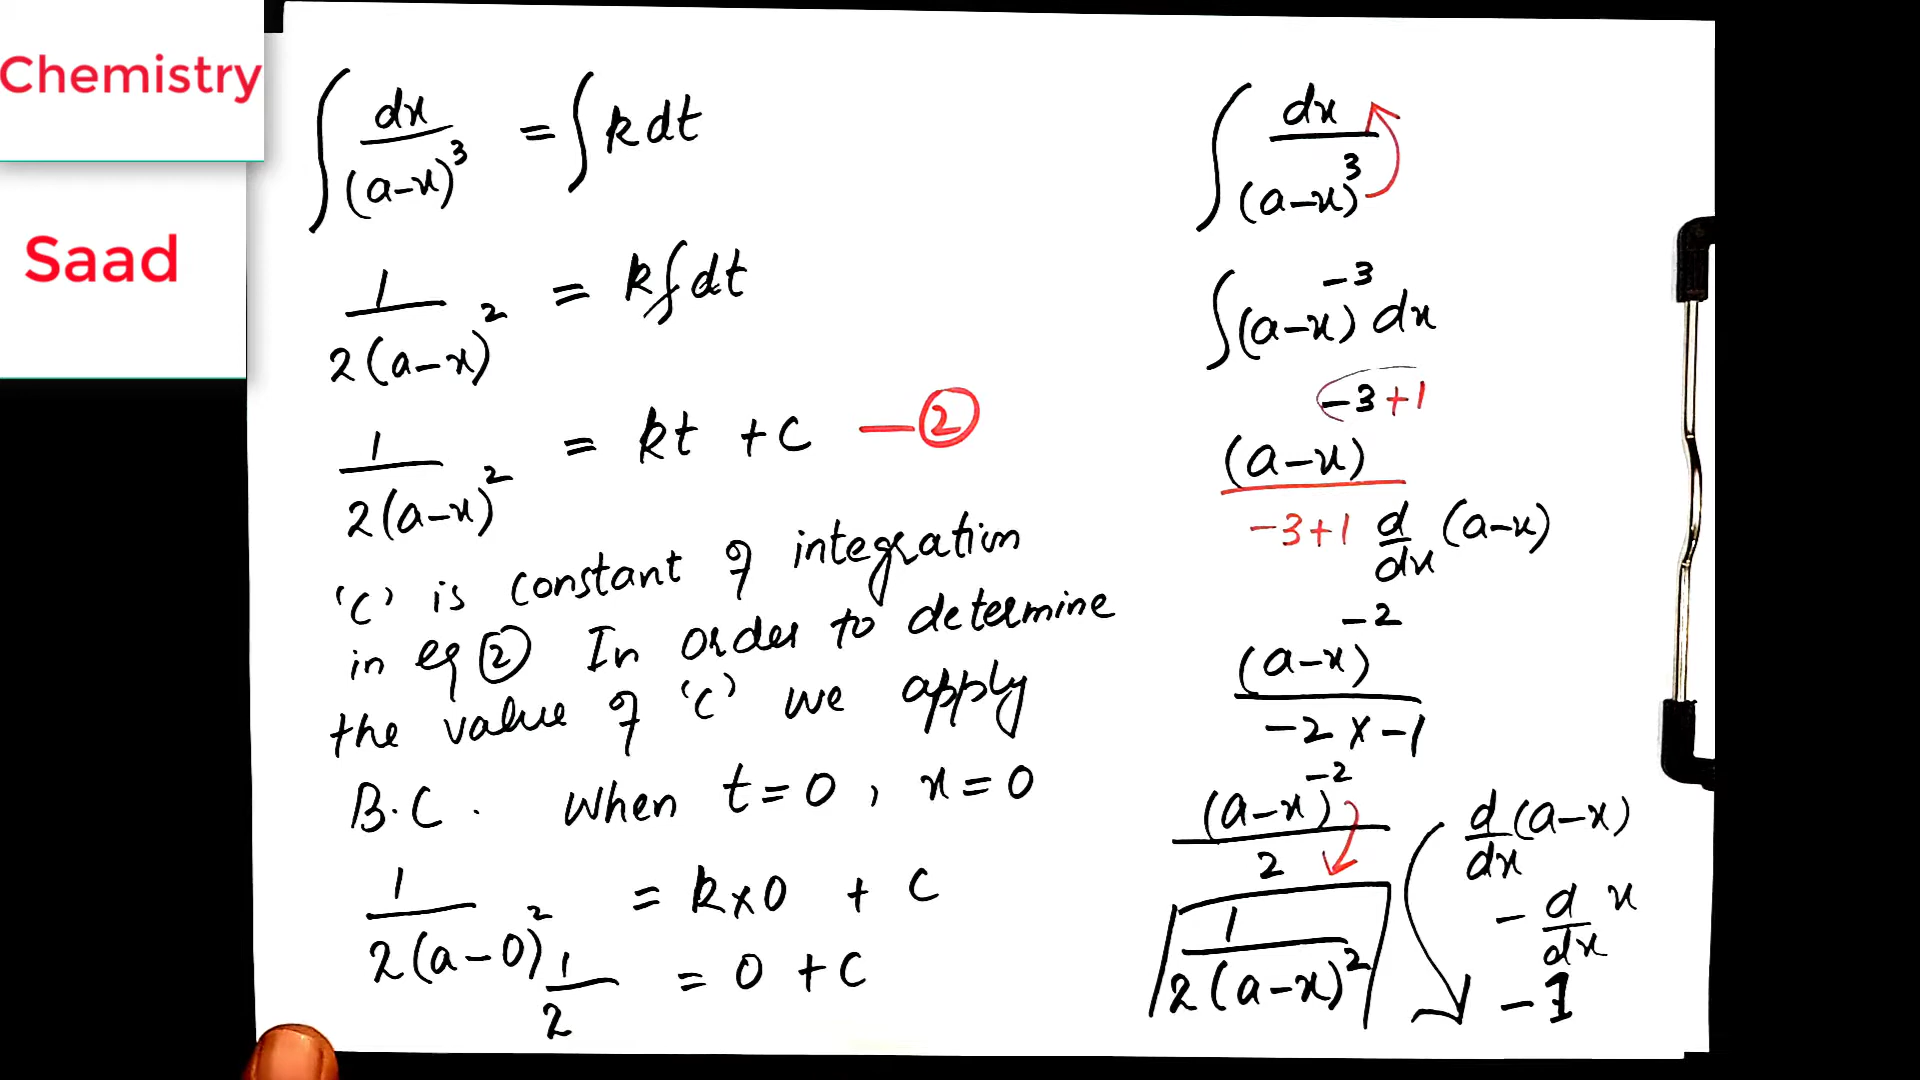 Chemistry
Saad
∫ dx/(a-x)³ = ∫ k dt
1/2(a-x)² = k∫dt
1/2(a-x)² = kt + C — ②
'C' is constant of integration
in eq ② In order to determine
the value of 'C' we apply
B.C. When t=0, x=0
1/2(a-0)² = k×0 + C
1/2 = 0 + C
∫ dx/(a-x)³
∫(a-x)⁻³ dx
(a-x)⁻³⁺¹/-3+1 d/dx (a-x)
(a-x)⁻²/-2×-1
(a-x)⁻²/2
1/2(a-x)²
d/dx (a-x)
- d/dx x
-1